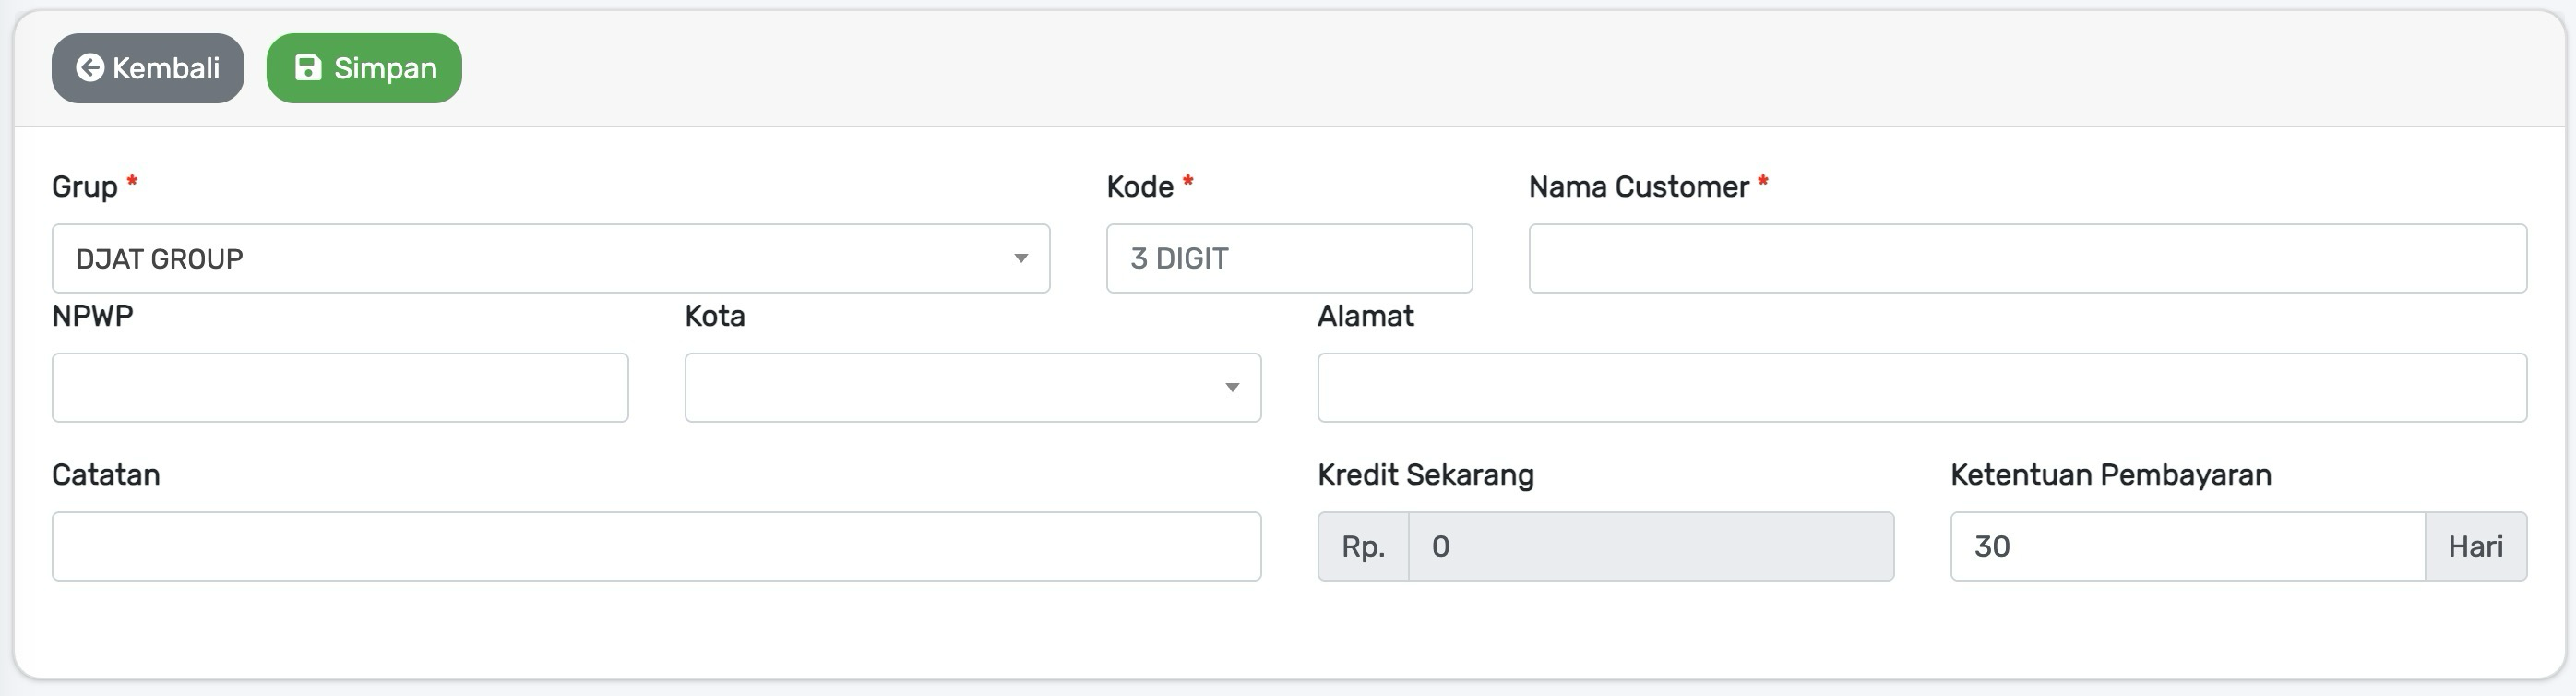 Kembali Simpan
Grup * Kode * Nama Customer *
DJAT GROUP 3 DIGIT
NPWP Kota Alamat
Catatan Kredit Sekarang Ketentuan Pembayaran
Rp. 0 30 Hari